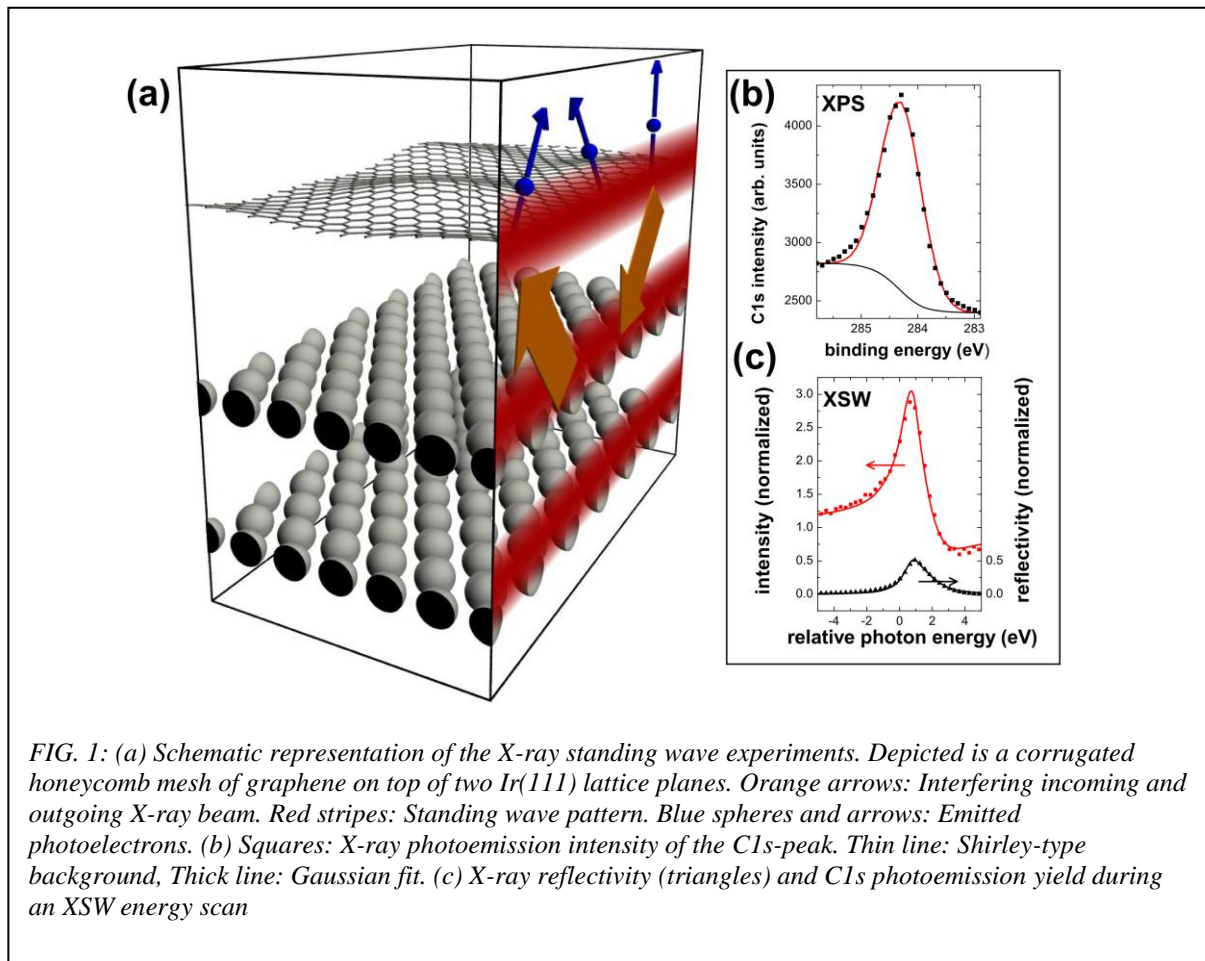 (a)
(b)
XPS
C1s intensity (arb. units)
4000
3500
3000
2500
285
284
283
binding energy (eV)
(c)
XSW
intensity (normalized)
3.0
2.5
2.0
1.5
1.0
0.5
0.0
0.5
0.0
reflectivity (normalized)
-4
-2
0
2
4
relative photon energy (eV)
FIG. 1: (a) Schematic representation of the X-ray standing wave experiments. Depicted is a corrugated
honeycomb mesh of graphene on top of two Ir(111) lattice planes. Orange arrows: Interfering incoming and
outgoing X-ray beam. Red stripes: Standing wave pattern. Blue spheres and arrows: Emitted
photoelectrons. (b) Squares: X-ray photoemission intensity of the C1s-peak. Thin line: Shirley-type
background, Thick line: Gaussian fit. (c) X-ray reflectivity (triangles) and C1s photoemission yield during
an XSW energy scan